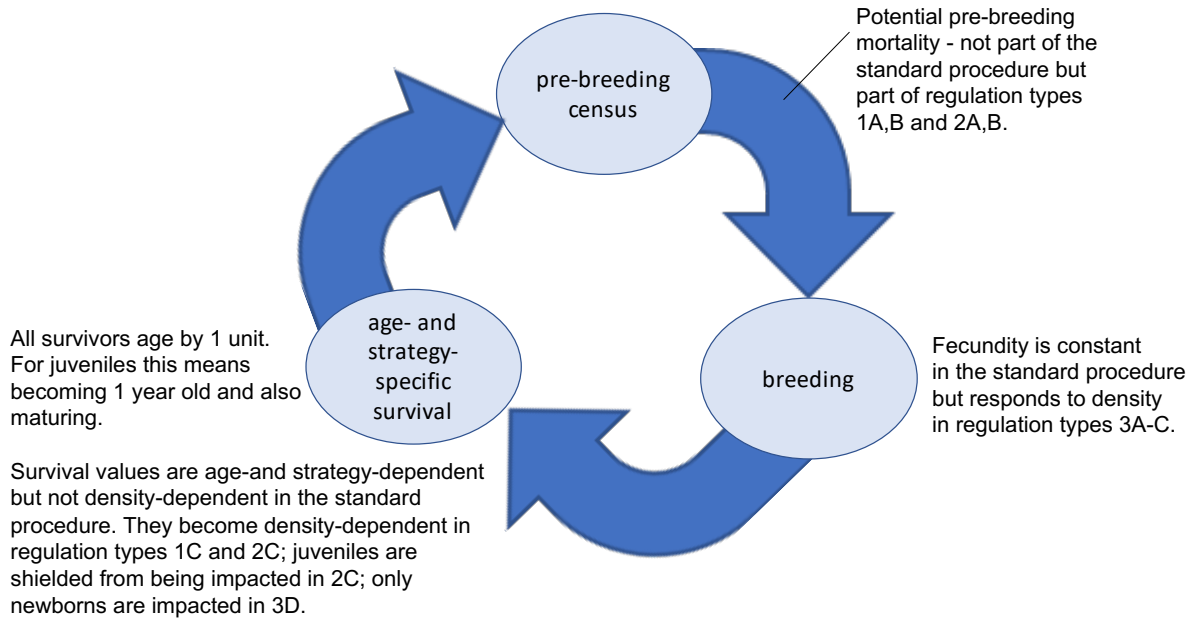 Potential pre-breeding
mortality - not part of the
standard procedure but
part of regulation types
1A,B and 2A,B.
pre-breeding
census
age- and
strategy-
specific
survival
breeding
All survivors age by 1 unit.
For juveniles this means
becoming 1 year old and also
maturing.
Fecundity is constant
in the standard procedure
but responds to density
in regulation types 3A-C.
Survival values are age-and strategy-dependent
but not density-dependent in the standard
procedure. They become density-dependent in
regulation types 1C and 2C; juveniles are
shielded from being impacted in 2C; only
newborns are impacted in 3D.